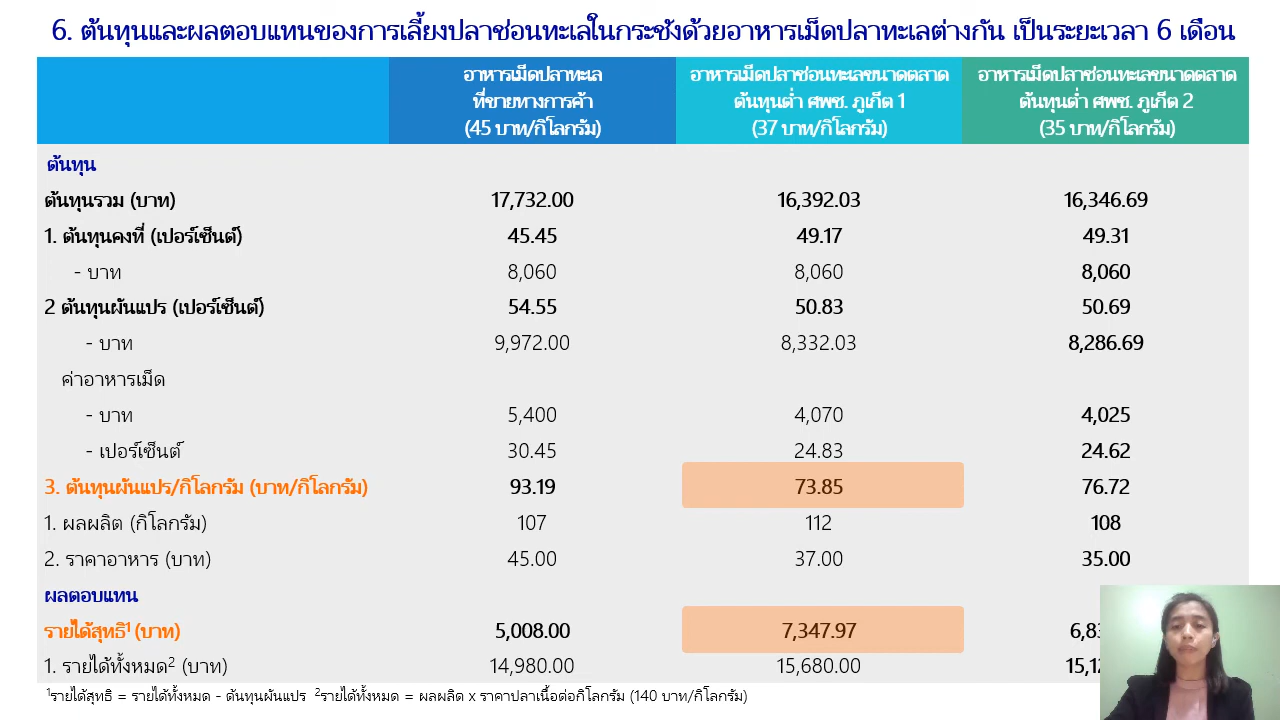 6. ต้นทุนและผลตอบแทนของการเลี้ยงปลาช่อนทะเลในกระชังด้วยอาหารเม็ดปลาทะเลต่างกัน เป็นระยะเวลา 6 เดือน
อาหารเม็ดปลาทะเล อาหารเม็ดปลาช่อนทะเลขนาดตลาด อาหารเม็ดปลาช่อนทะเลขนาดตลาด
ที่ขายทางการค้า ต้นทุนต่ำ ศพช. ภูเก็ต 1 ต้นทุนต่ำ ศพช. ภูเก็ต 2
(45 บาท/กิโลกรัม) (37 บาท/กิโลกรัม) (35 บาท/กิโลกรัม)
ต้นทุน
ต้นทุนรวม (บาท) 17,732.00 16,392.03 16,346.69
1. ต้นทุนคงที่ (เปอร์เซ็นต์) 45.45 49.17 49.31
- บาท 8,060 8,060 8,060
2 ต้นทุนผันแปร (เปอร์เซ็นต์) 54.55 50.83 50.69
- บาท 9,972.00 8,332.03 8,286.69
ค่าอาหารเม็ด
- บาท 5,400 4,070 4,025
- เปอร์เซ็นต์ 30.45 24.83 24.62
3. ต้นทุนผันแปร/กิโลกรัม (บาท/กิโลกรัม) 93.19 73.85 76.72
1. ผลผลิต (กิโลกรัม) 107 112 108
2. ราคาอาหาร (บาท) 45.00 37.00 35.00
ผลตอบแทน
รายได้สุทธิ¹ (บาท) 5,008.00 7,347.97
1. รายได้ทั้งหมด² (บาท) 14,980.00 15,680.00
¹รายได้สุทธิ = รายได้ทั้งหมด - ต้นทุนผันแปร ²รายได้ทั้งหมด = ผลผลิต x ราคาปลาเนื้อต่อกิโลกรัม (140 บาท/กิโลกรัม)